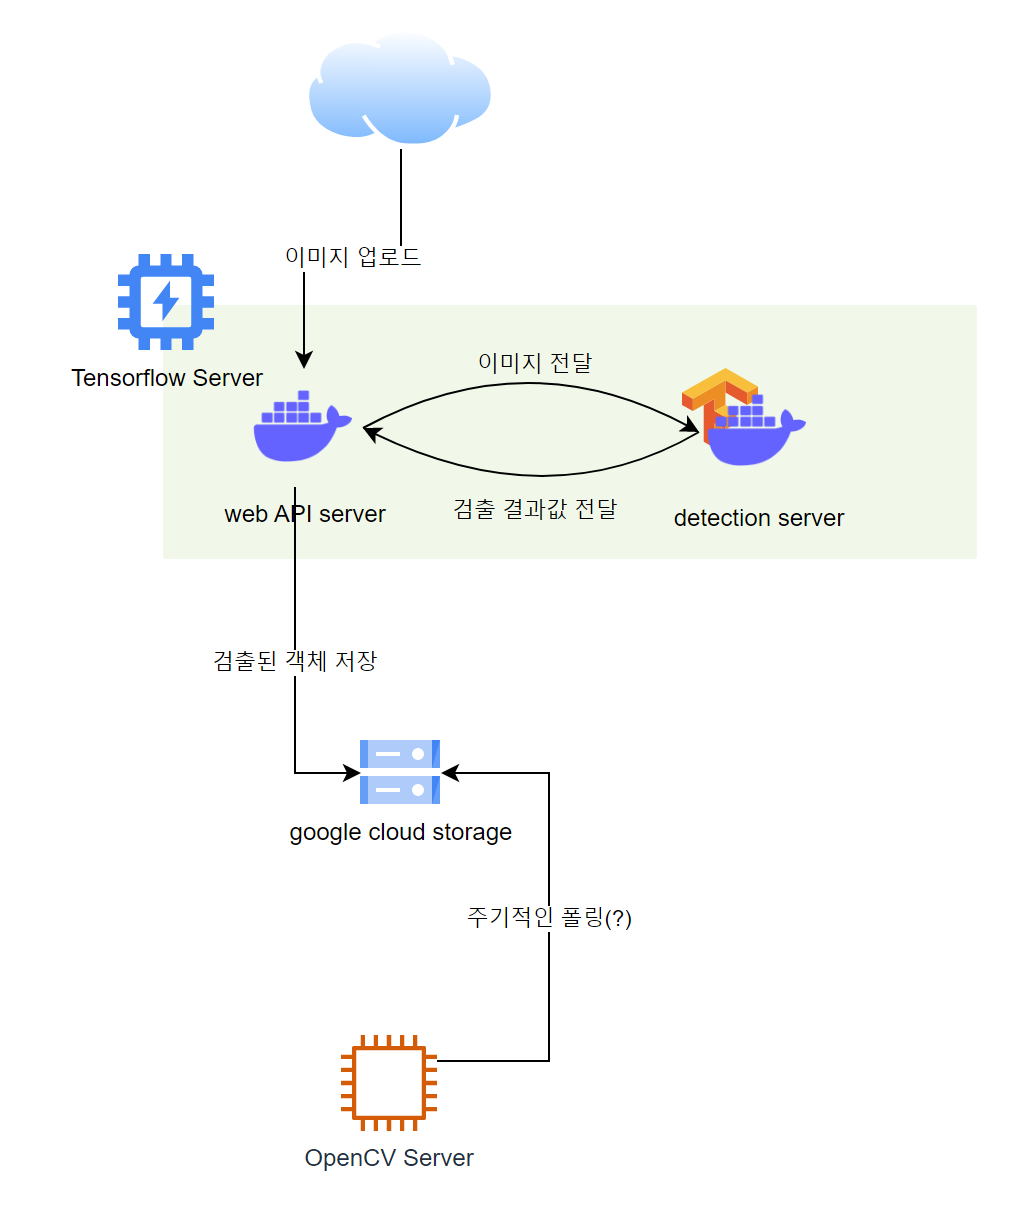 이미지 업로드
Tensorflow Server
이미지 전달
web API server
검출 결과값 전달
detection server
검출된 객체 저장
google cloud storage
주기적인 폴링(?)
OpenCV Server